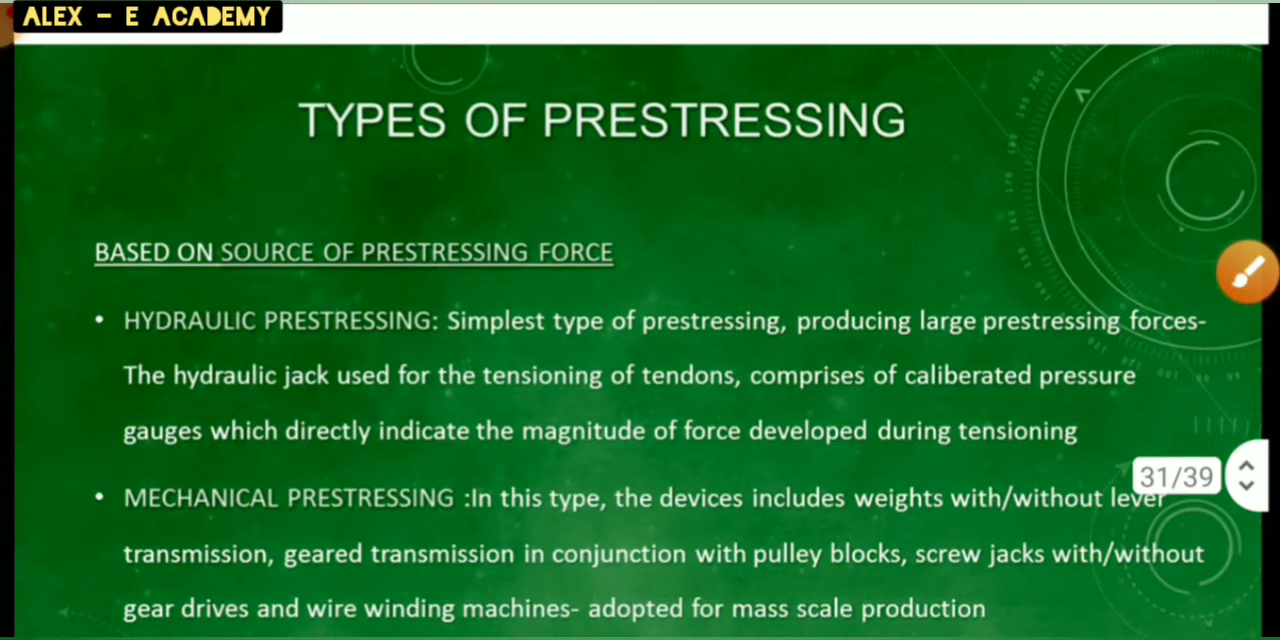 ALEX - E ACADEMY
TYPES OF PRESTRESSING
BASED ON SOURCE OF PRESTRESSING FORCE
• HYDRAULIC PRESTRESSING: Simplest type of prestressing, producing large prestressing forces-
The hydraulic jack used for the tensioning of tendons, comprises of caliberated pressure
gauges which directly indicate the magnitude of force developed during tensioning
31/39
• MECHANICAL PRESTRESSING :In this type, the devices includes weights with/without lever
transmission, geared transmission in conjunction with pulley blocks, screw jacks with/without
gear drives and wire winding machines- adopted for mass scale production